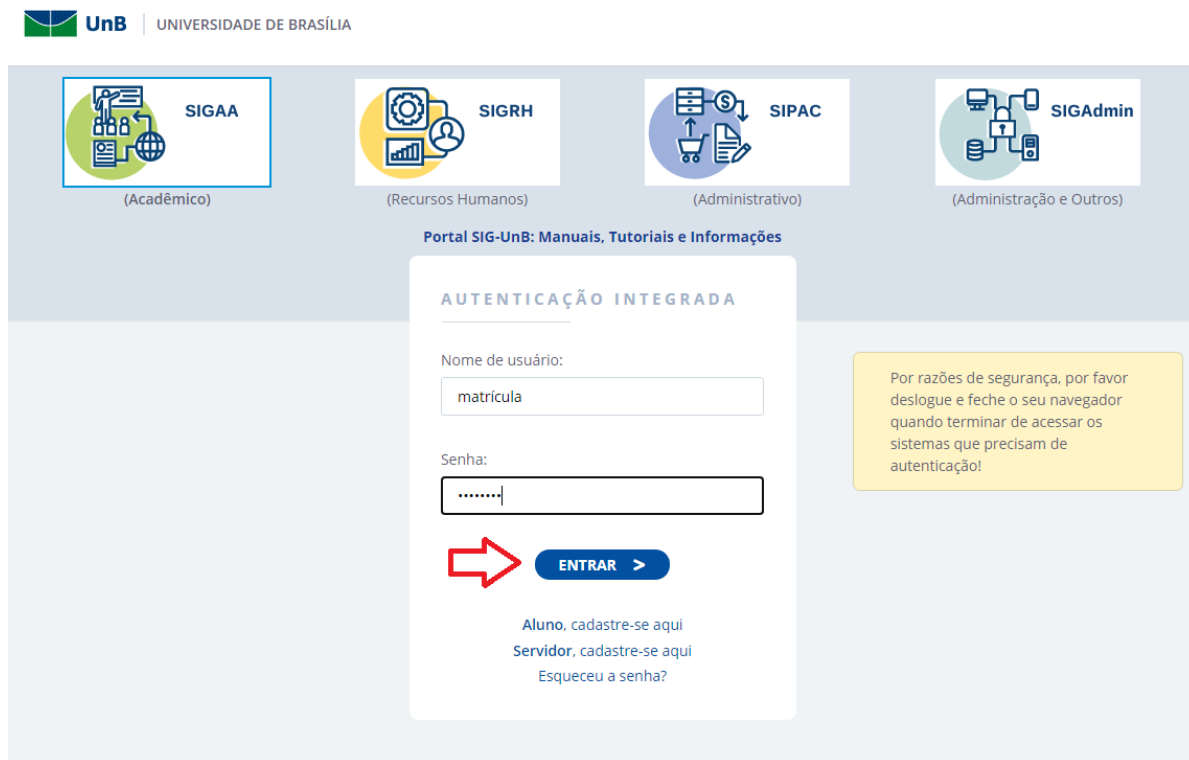 UnB UNIVERSIDADE DE BRASÍLIA
SIGAA
(Acadêmico)
SIGRH
(Recursos Humanos)
SIPAC
(Administrativo)
SIGAdmin
(Administração e Outros)
Portal SIG-UnB: Manuais, Tutoriais e Informações
AUTENTICAÇÃO INTEGRADA
Nome de usuário:
matrícula
Senha:
••••••••
ENTRAR >
Aluno, cadastre-se aqui
Servidor, cadastre-se aqui
Esqueceu a senha?
Por razões de segurança, por favor
deslogue e feche o seu navegador
quando terminar de acessar os
sistemas que precisam de
autenticação!